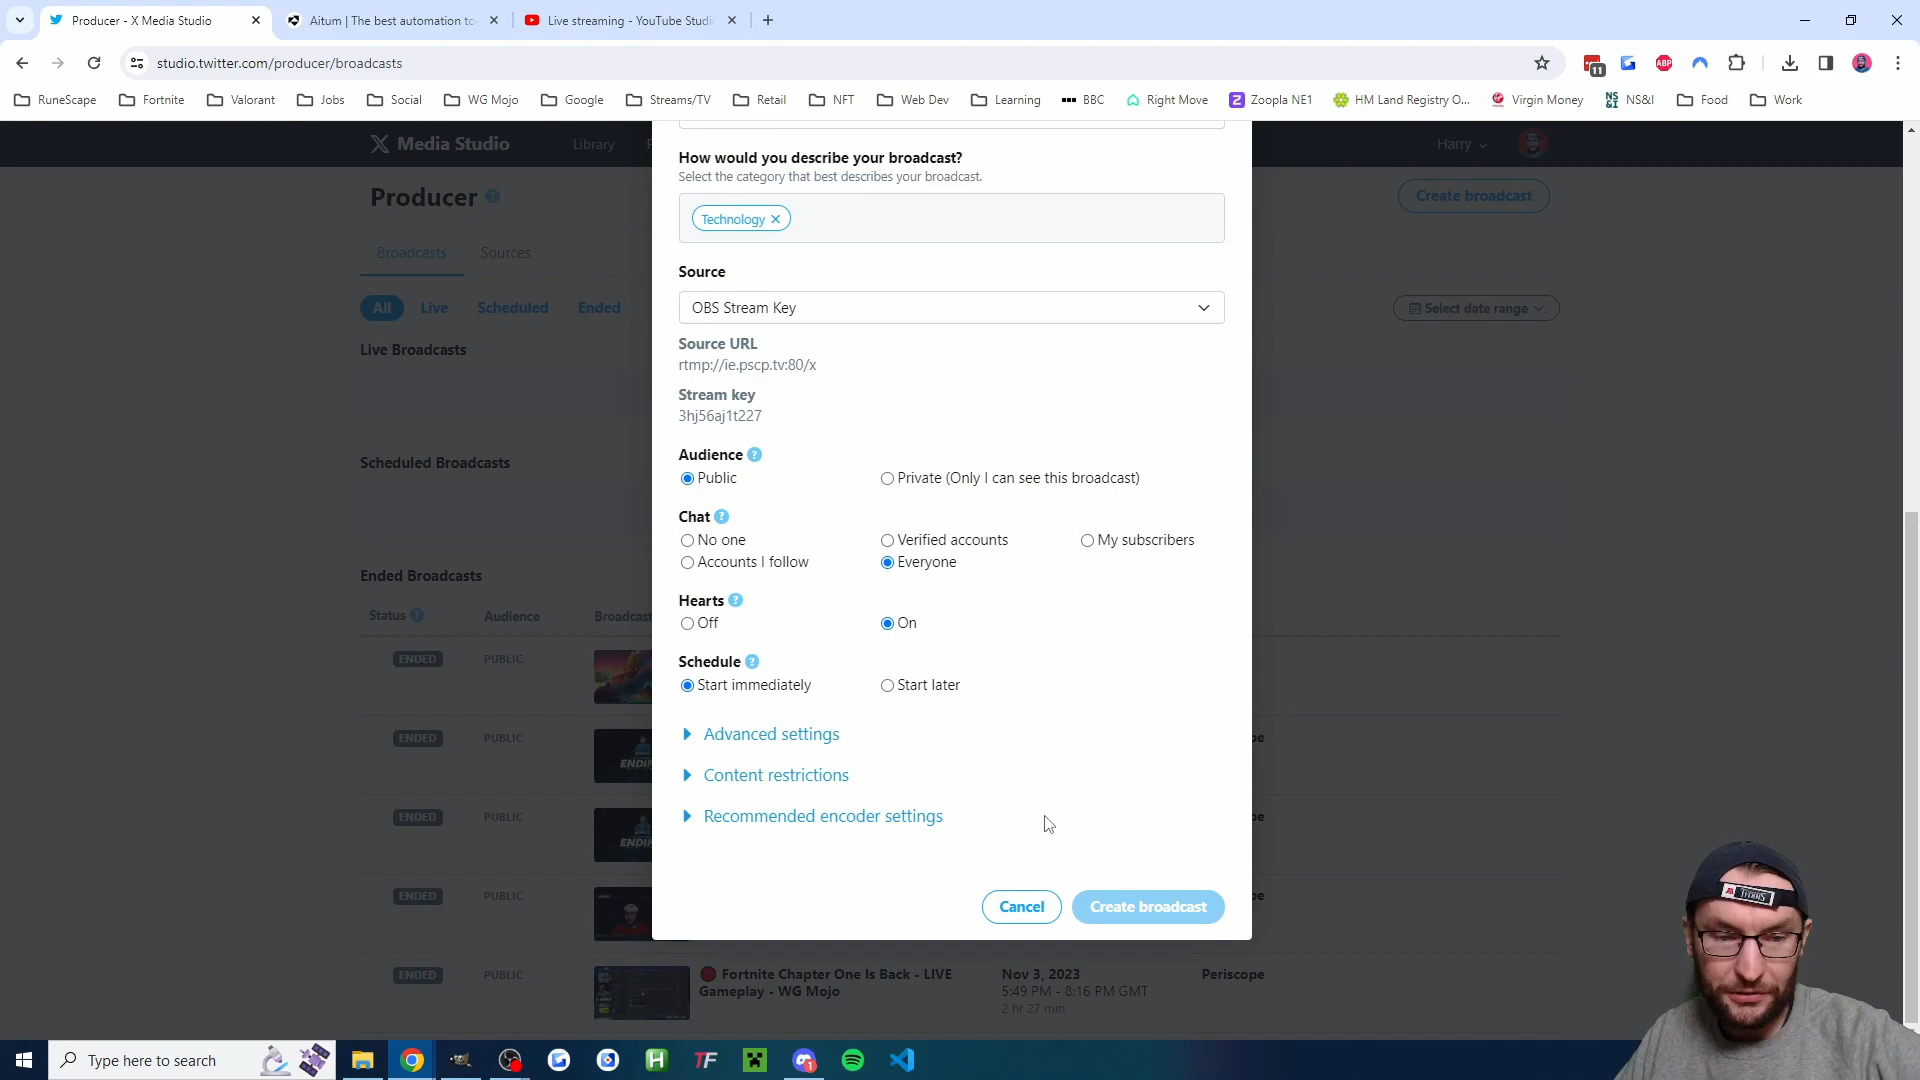 Producer - X Media Studio
Aitum | The best automation to
Live streaming - YouTube Studi
studio.twitter.com/producer/broadcasts
11
ABP
RuneScape
Fortnite
Valorant
Jobs
Social
WG Mojo
Google
Streams/TV
Retail
NFT
Web Dev
Learning
BBC
Right Move
Zoopla NE1
HM Land Registry O...
Virgin Money
NS&I
Food
Work
X Media Studio
Library
Harry
Producer
Create broadcast
Broadcasts
Sources
All
Live
Scheduled
Ended
Select date range
Live Broadcasts
Scheduled Broadcasts
Ended Broadcasts
Status
Audience
Broadcast
ENDED PUBLIC
ENDED PUBLIC
ENDED PUBLIC
ENDED PUBLIC
ENDED PUBLIC
Fortnite Chapter One Is Back - LIVE
Gameplay - WG Mojo
Nov 3, 2023
5:49 PM - 8:16 PM GMT
2 hr 27 min
Periscope
How would you describe your broadcast?
Select the category that best describes your broadcast.
Technology
Source
OBS Stream Key
Source URL
rtmp://ie.pscp.tv:80/x
Stream key
3hj56aj1t227
Audience
Public
Private (Only I can see this broadcast)
Chat
No one
Verified accounts
My subscribers
Accounts I follow
Everyone
Hearts
Off
On
Schedule
Start immediately
Start later
Advanced settings
Content restrictions
Recommended encoder settings
Cancel
Create broadcast
Type here to search